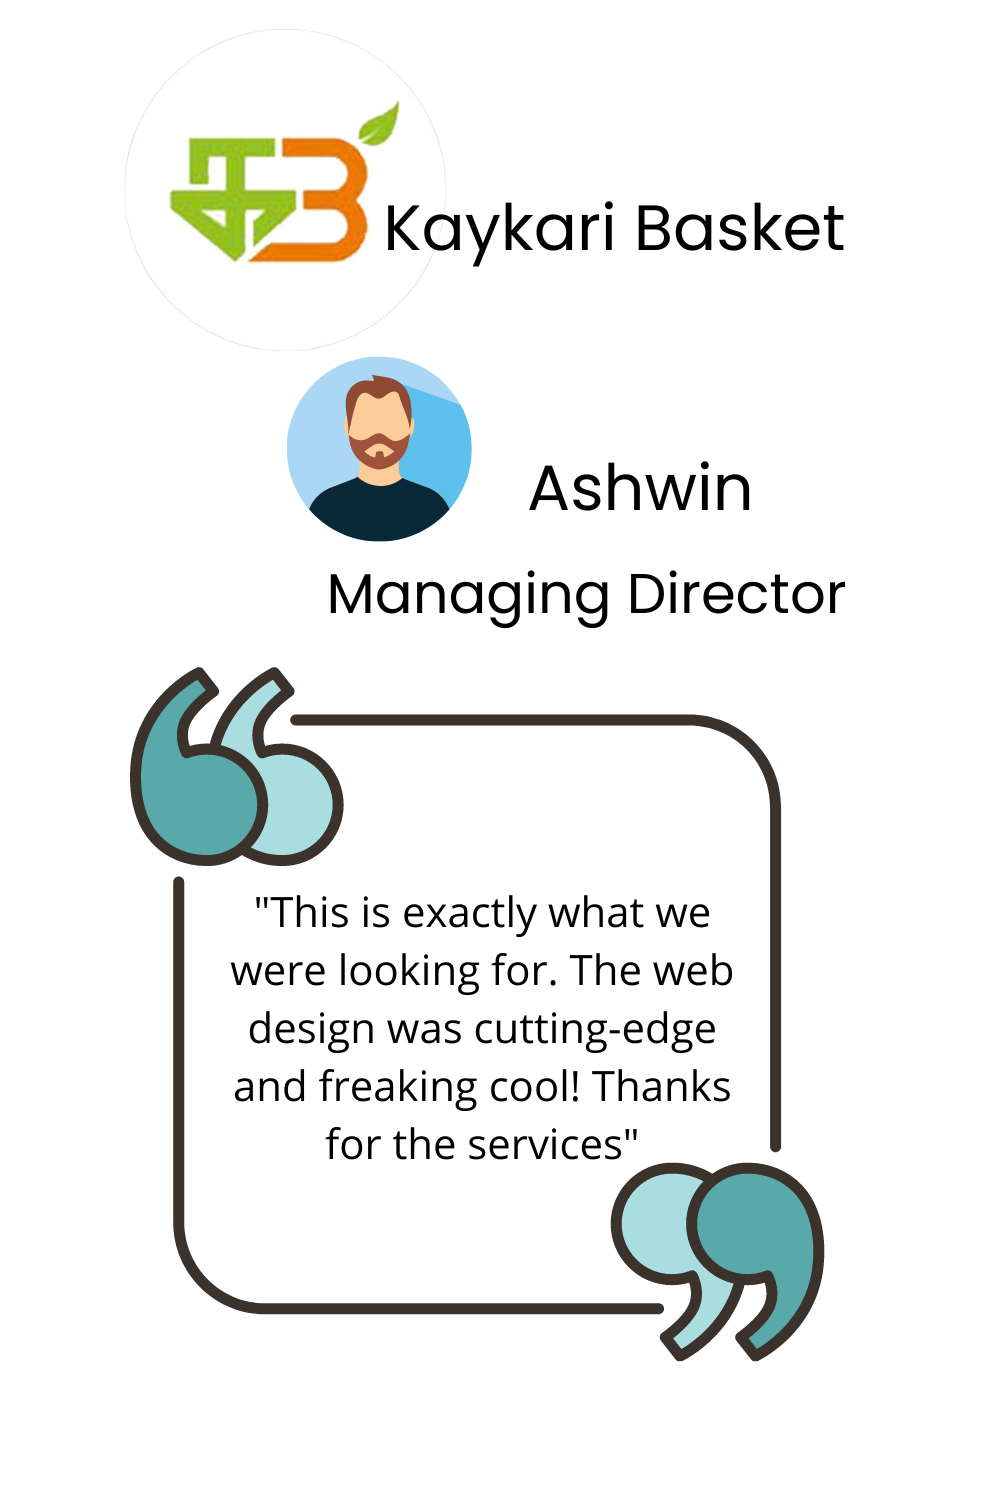 Kaykari Basket
Ashwin
Managing Director
"This is exactly what we
were looking for. The web
design was cutting-edge
and freaking cool! Thanks
for the services"